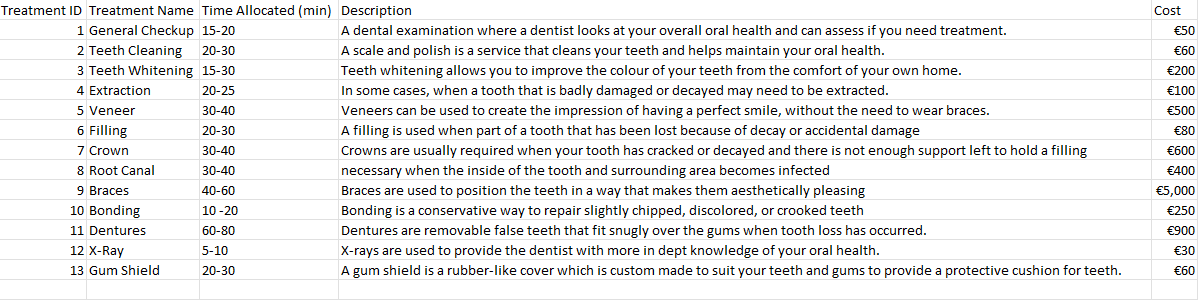 Treatment ID Treatment Name Time Allocated (min) Description Cost
1 General Checkup 15-20 A dental examination where a dentist looks at your overall oral health and can assess if you need treatment. €50
2 Teeth Cleaning 20-30 A scale and polish is a service that cleans your teeth and helps maintain your oral health. €60
3 Teeth Whitening 15-30 Teeth whitening allows you to improve the colour of your teeth from the comfort of your own home. €200
4 Extraction 20-25 In some cases, when a tooth that is badly damaged or decayed may need to be extracted. €100
5 Veneer 30-40 Veneers can be used to create the impression of having a perfect smile, without the need to wear braces. €500
6 Filling 20-30 A filling is used when part of a tooth that has been lost because of decay or accidental damage €80
7 Crown 30-40 Crowns are usually required when your tooth has cracked or decayed and there is not enough support left to hold a filling €600
8 Root Canal 30-40 necessary when the inside of the tooth and surrounding area becomes infected €400
9 Braces 40-60 Braces are used to position the teeth in a way that makes them aesthetically pleasing €5,000
10 Bonding 10 -20 Bonding is a conservative way to repair slightly chipped, discolored, or crooked teeth €250
11 Dentures 60-80 Dentures are removable false teeth that fit snugly over the gums when tooth loss has occurred. €900
12 X-Ray 5-10 X-rays are used to provide the dentist with more in dept knowledge of your oral health. €30
13 Gum Shield 20-30 A gum shield is a rubber-like cover which is custom made to suit your teeth and gums to provide a protective cushion for teeth. €60